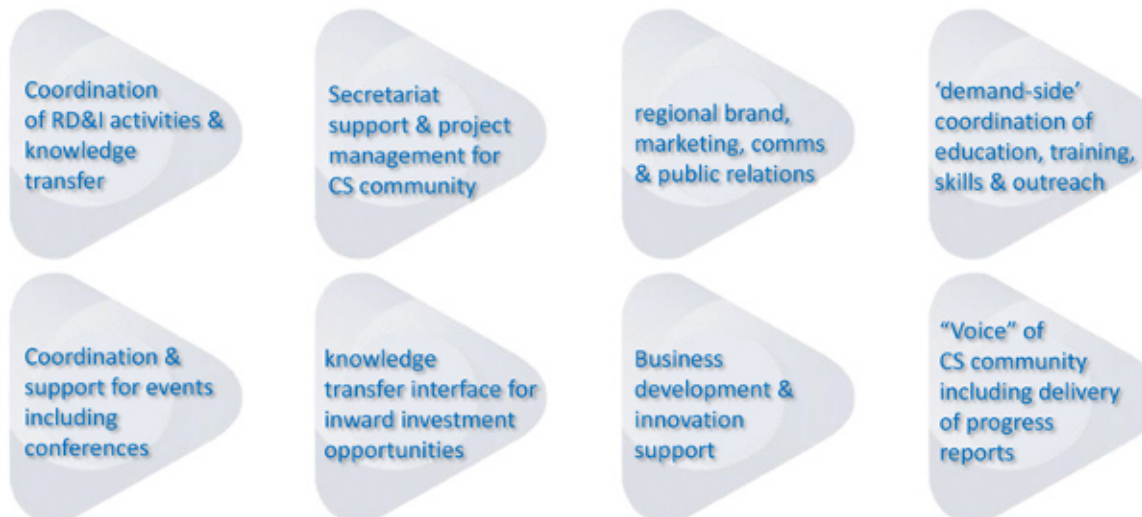 Coordination
of RD&I activities &
knowledge
transfer
Secretariat
support & project
management for
CS community
regional brand,
marketing, comms
& public relations
‘demand-side’
coordination of
education, training,
skills & outreach
Coordination &
support for events
including
conferences
knowledge
transfer interface for
inward investment
opportunities
Business
development &
innovation
support
“Voice” of
CS community
including delivery
of progress
reports